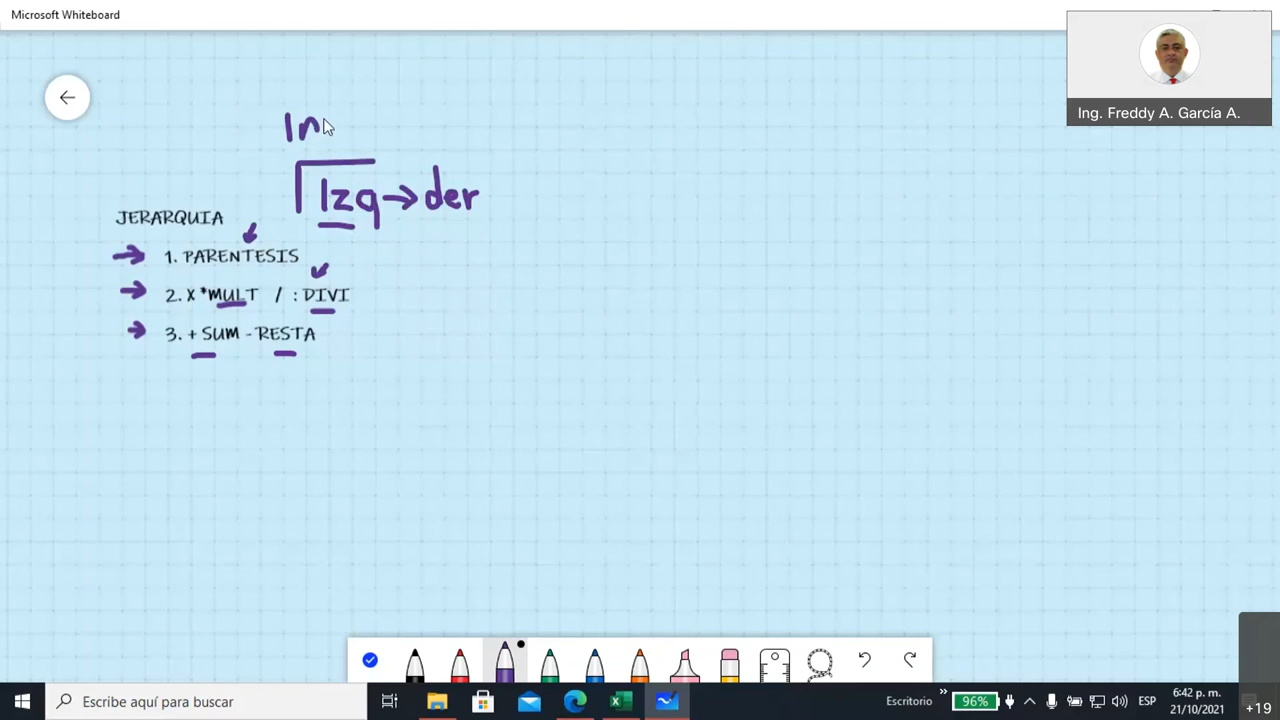 Microsoft Whiteboard
Ing. Freddy A. García A.
In
Izq → der
JERARQUIA
1. PARENTESIS
2. X *MULT / : DIVI
3. + SUM - RESTA
Escribe aquí para buscar
Escritorio
96%
ESP
6:42 p. m.
21/10/2021
+19